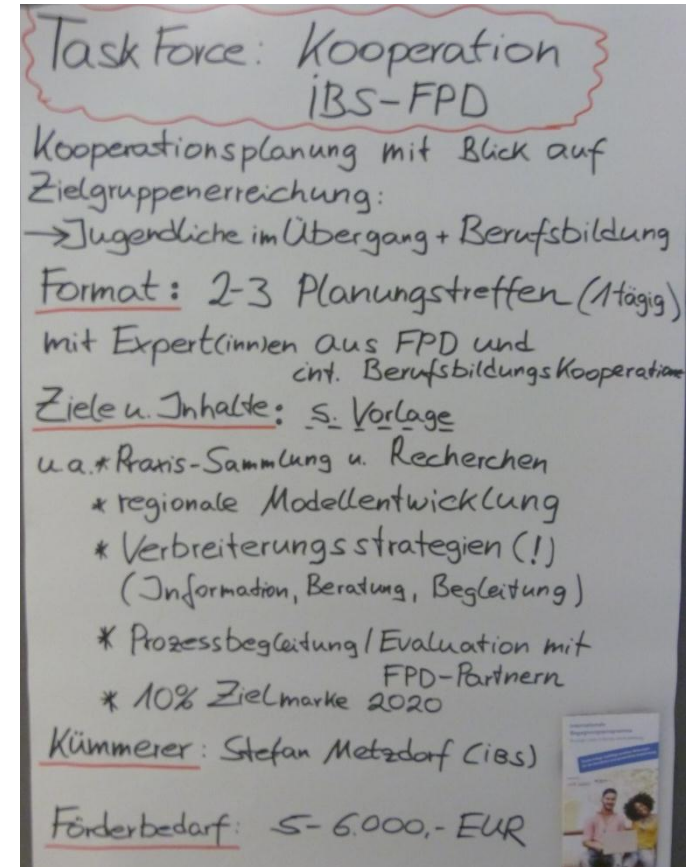 Task Force: Kooperation
iBS-FPD
Kooperationsplanung mit Blick auf
Zielgruppenerreichung:
→ Jugendliche im Übergang + Berufsbildung
Format: 2-3 Planungstreffen (1tägig)
mit Expert(inn)en aus FPD und
int. Berufsbildungskooperation
Ziele u. Inhalte: s. Vorlage
u.a. * Praxis-Sammlung u. Recherchen
* regionale Modellentwicklung
* Verbreiterungsstrategien (!)
(Information, Beratung, Begleitung)
* Prozessbegleitung / Evaluation mit
FPD-Partnern
* 10% Zielmarke 2020
Kümmerer: Stefan Metzdorf (iBS)
Förderbedarf: 5-6.000,- EUR